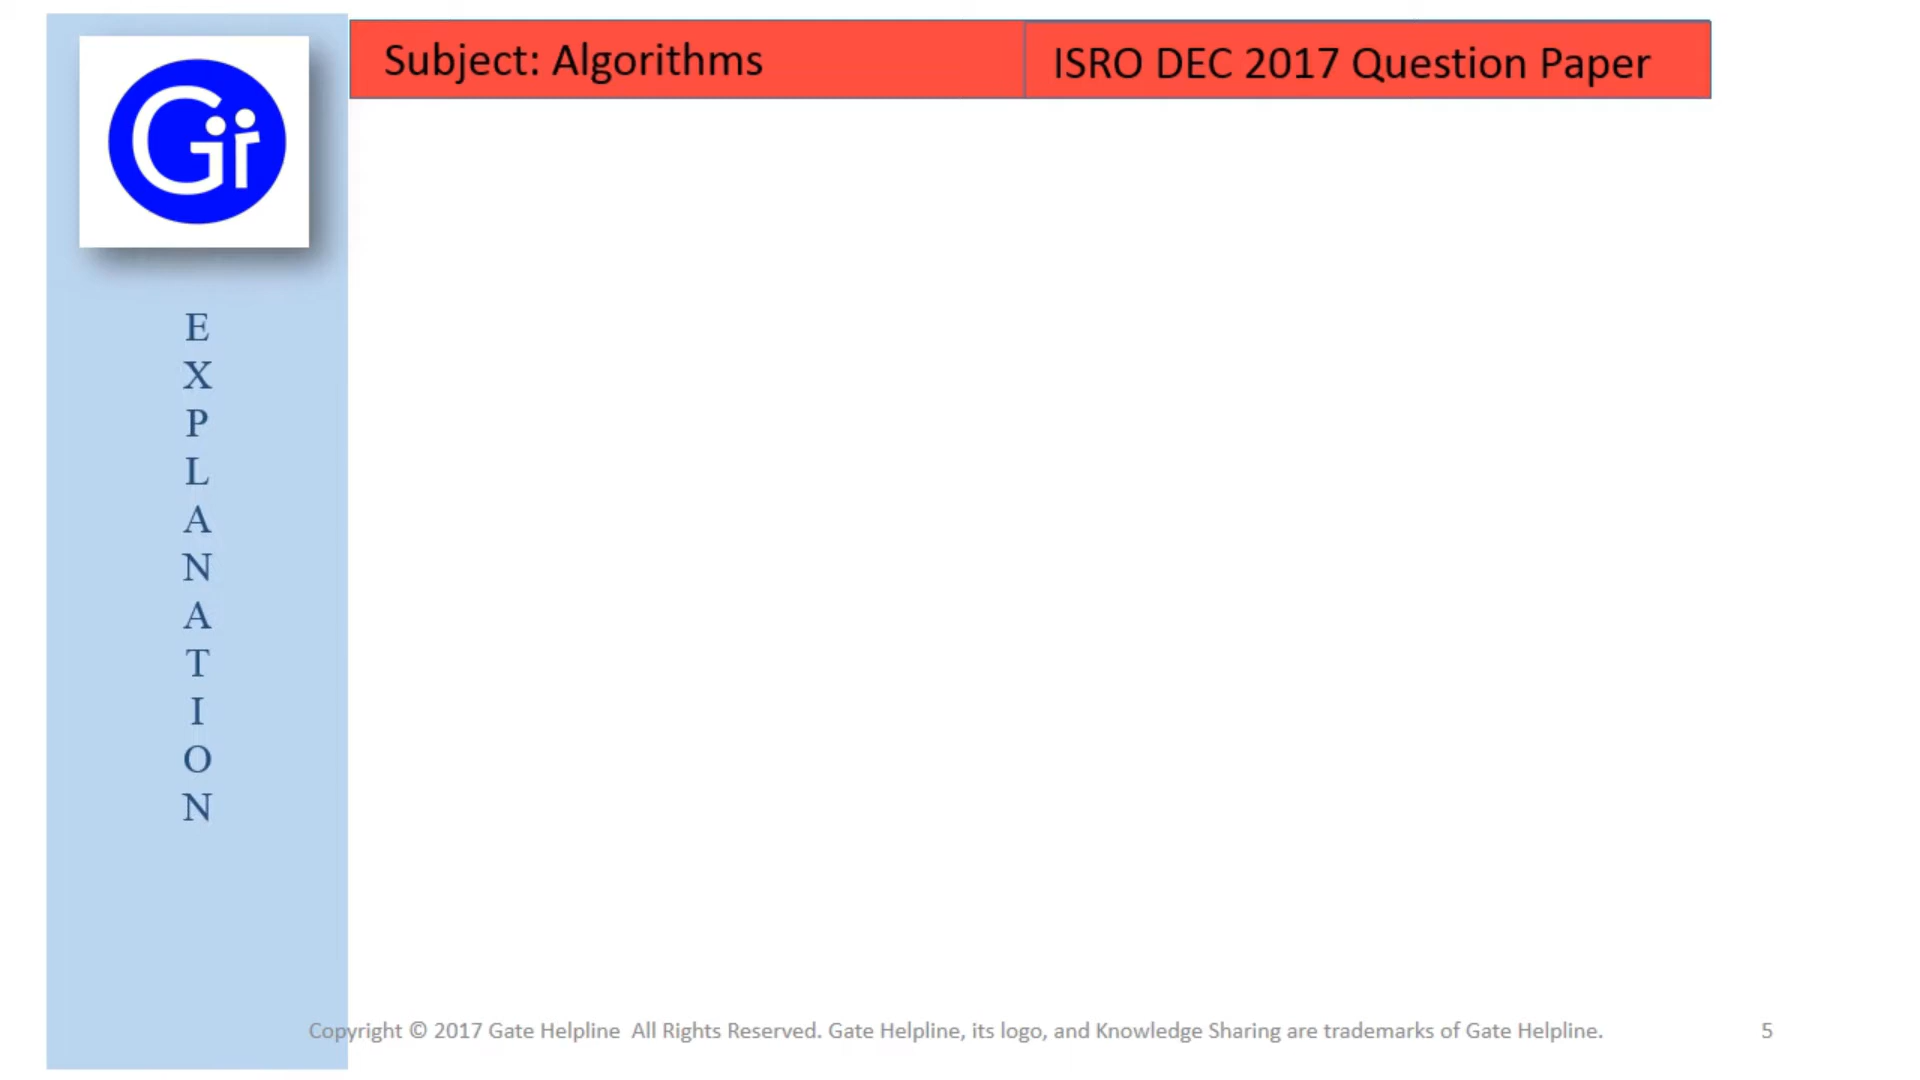 Gi
Subject: Algorithms
ISRO DEC 2017 Question Paper
E
X
P
L
A
N
A
T
I
O
N
Copyright © 2017 Gate Helpline All Rights Reserved. Gate Helpline, its logo, and Knowledge Sharing are trademarks of Gate Helpline.
5